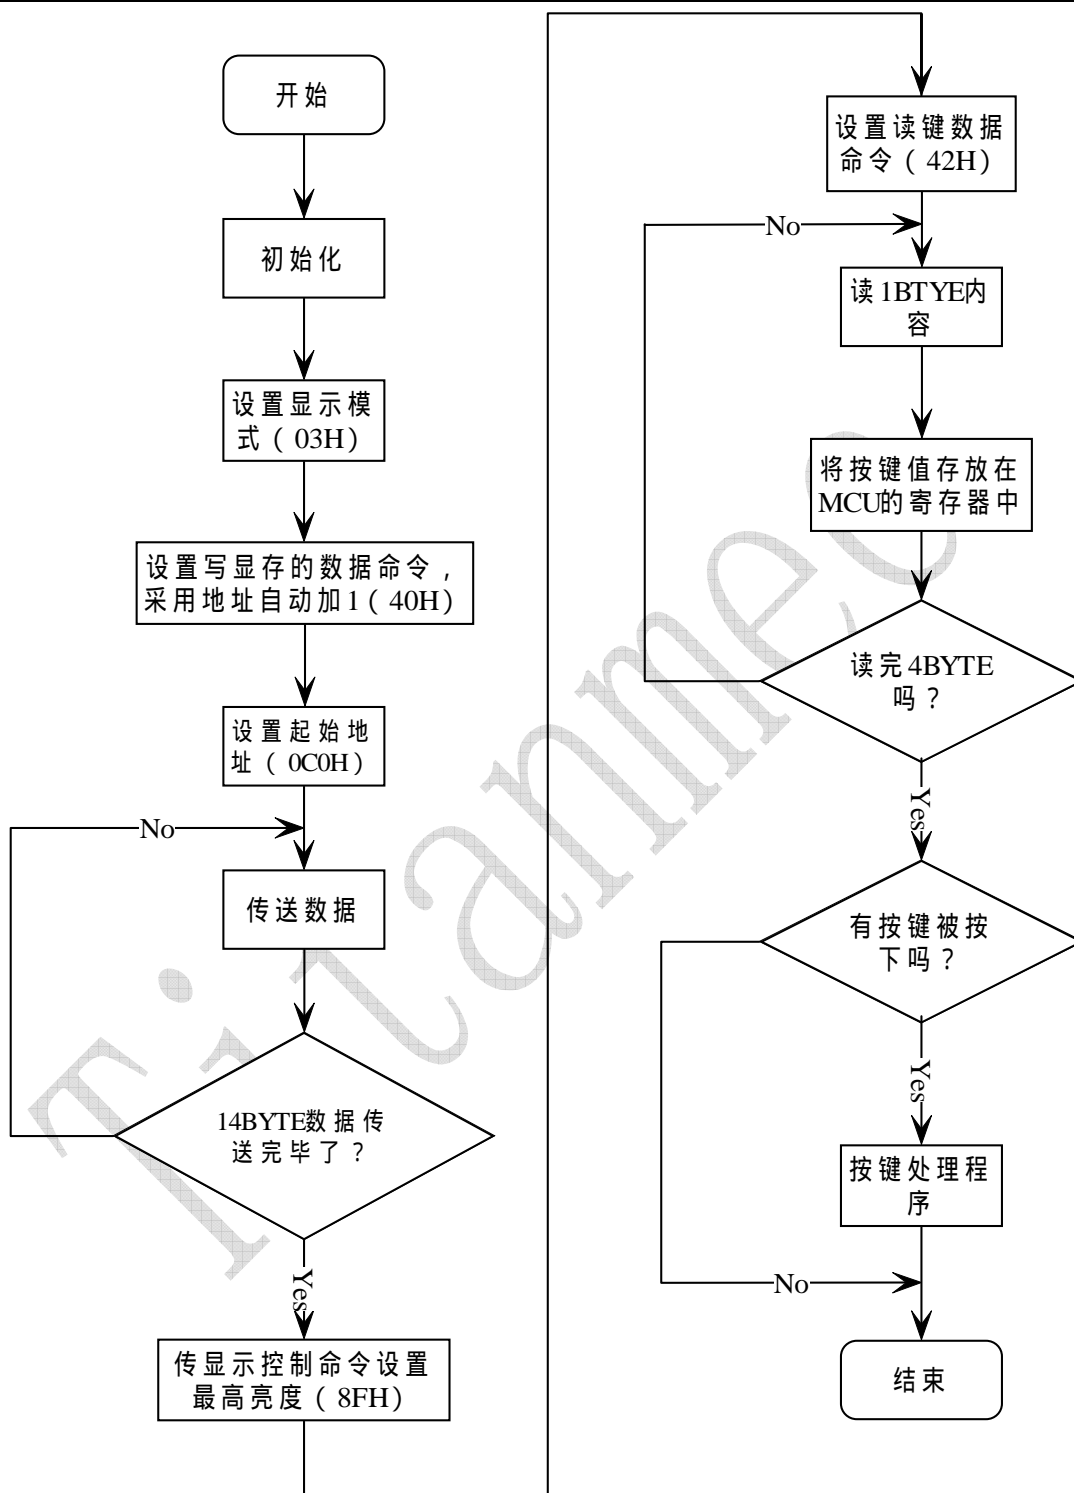 开始
初始化
设置显示模
式（03H）
设置写显存的数据命令，
采用地址自动加1（40H）
设置起始地
址（0C0H）
No
传送数据
14BYTE数据传
送完毕了？
Yes
传显示控制命令设置
最高亮度（8FH）
设置读键数据
命令（42H）
No
读1BTYE内
容
将按键值存放在
MCU的寄存器中
读完4BYTE
吗？
Yes
有按键被按
下吗？
Yes
按键处理程
序
No
结束
Titanmec